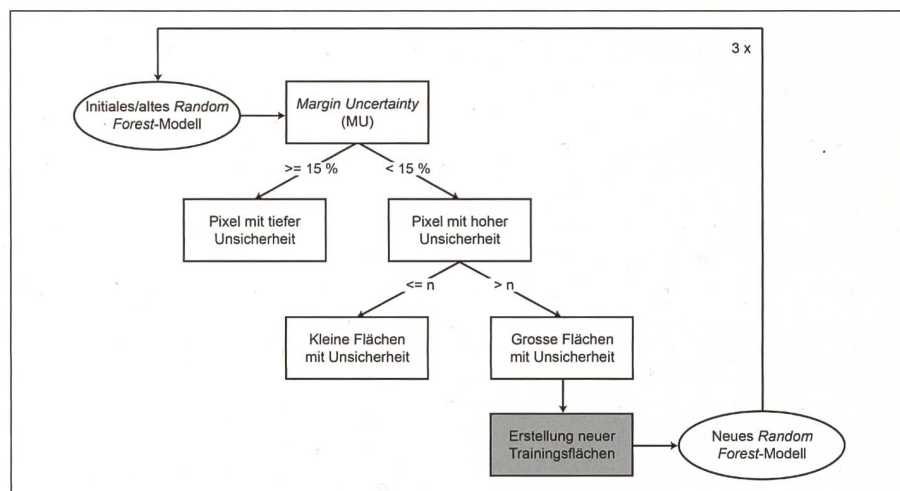 3 x
Initiales/altes Random
Forest-Modell
Margin Uncertainty
(MU)
>= 15 %
< 15 %
Pixel mit tiefer
Unsicherheit
Pixel mit hoher
Unsicherheit
<= n
> n
Kleine Flächen
mit Unsicherheit
Grosse Flächen
mit Unsicherheit
Erstellung neuer
Trainingsflächen
Neues Random
Forest-Modell